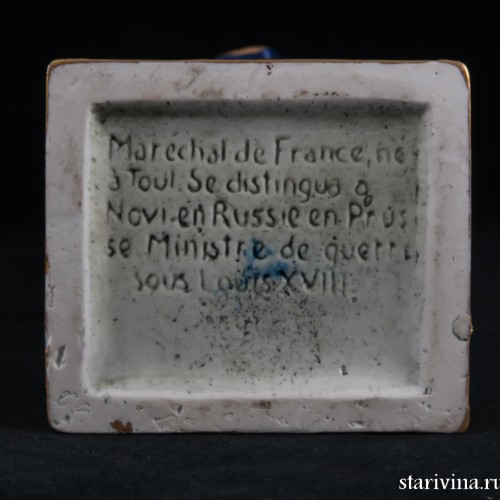 Marechal de France, ne
à Toul. Se distingua a
Novi en Russie en Prus
se Ministre de guerre
sous Louis XVIII.
starivina.ru